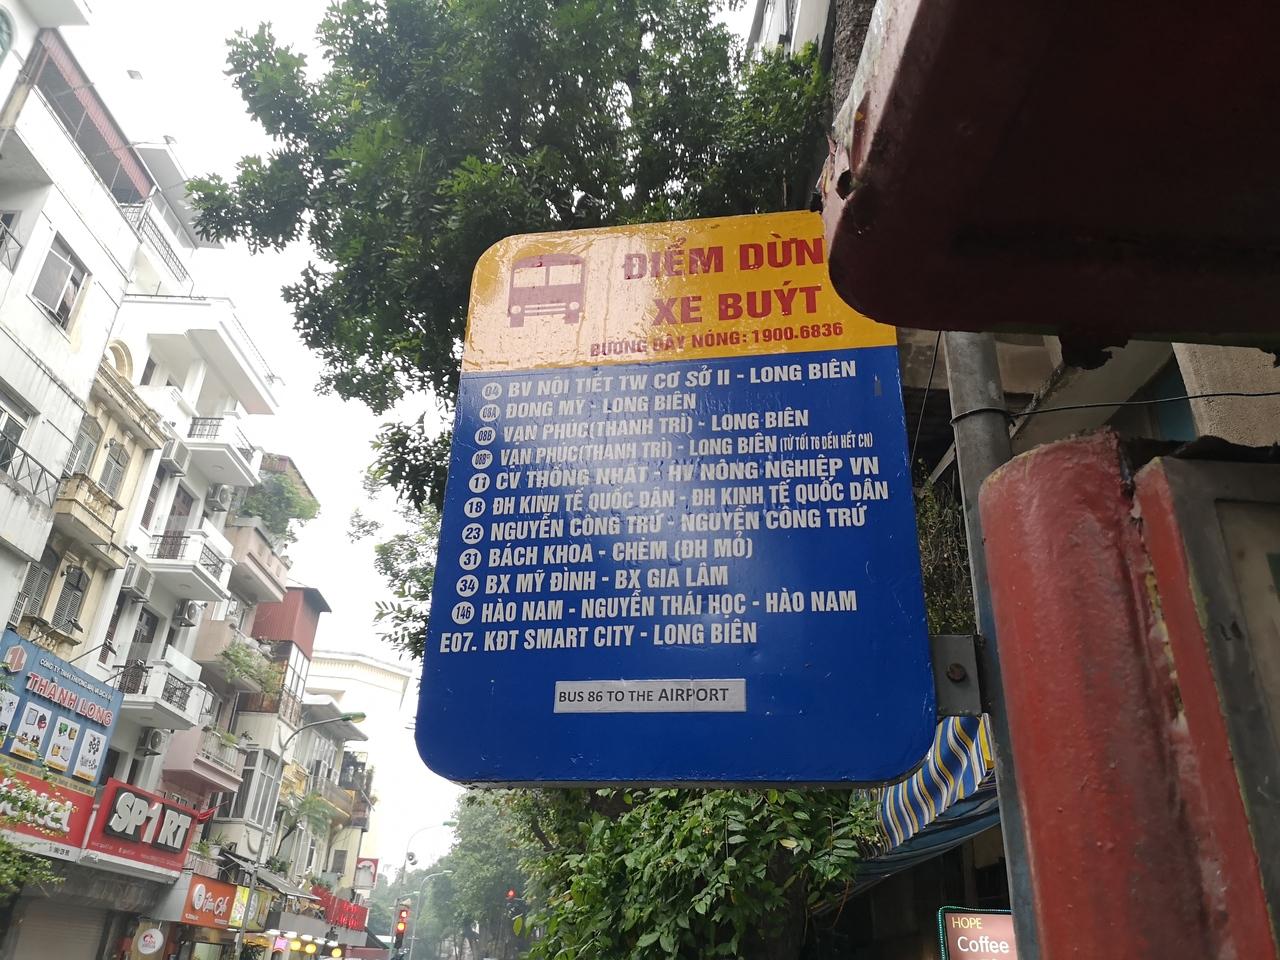 ĐIỂM DỪN
XE BUÝT
ĐƯỜNG DÂY NÓNG: 1900.6836
04 BV NỘI TIẾT TW CƠ SỞ II - LONG BIÊN
08A ĐÔNG MỸ - LONG BIÊN
08B VẠN PHÚC(THANH TRÌ) - LONG BIÊN
VẠN PHÚC(THANH TRÌ) - LONG BIÊN (TỪ TỐI T6 ĐẾN HẾT CN)
11 CV THỐNG NHẤT - HV NÔNG NGHIỆP VN
18 ĐH KINH TẾ QUỐC DÂN - ĐH KINH TẾ QUỐC DÂN
23 NGUYỄN CÔNG TRỨ - NGUYỄN CÔNG TRỨ
31 BÁCH KHOA - CHÈM (ĐH MỎ)
34 BX MỸ ĐÌNH - BX GIA LÂM
146 HÀO NAM - NGUYỄN THÁI HỌC - HÀO NAM
E07. KĐT SMART CITY - LONG BIÊN
BUS 86 TO THE AIRPORT
THÀNH LONG
SP1RT
HOPE
Coffee